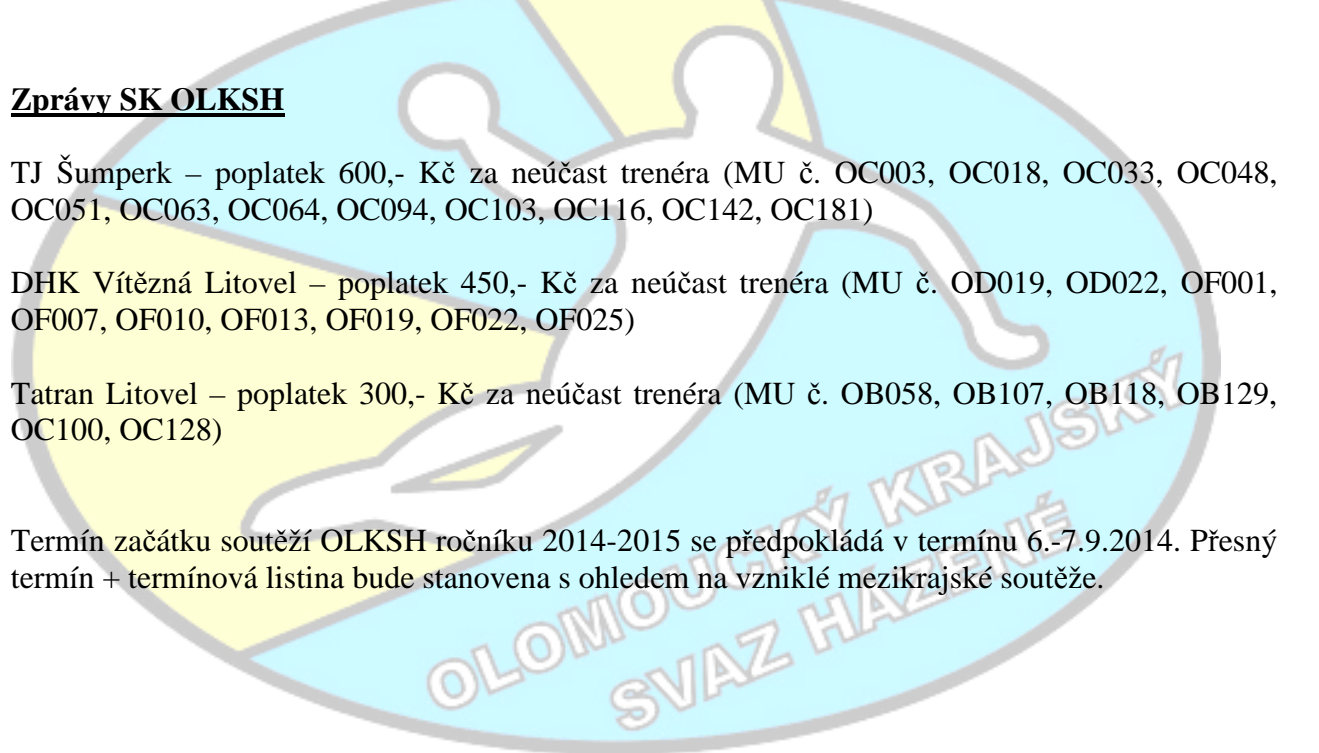 Zprávy SK OLKSH
TJ Šumperk – poplatek 600,- Kč za neúčast trenéra (MU č. OC003, OC018, OC033, OC048,
OC051, OC063, OC064, OC094, OC103, OC116, OC142, OC181)
DHK Vítězná Litovel – poplatek 450,- Kč za neúčast trenéra (MU č. OD019, OD022, OF001,
OF007, OF010, OF013, OF019, OF022, OF025)
Tatran Litovel – poplatek 300,- Kč za neúčast trenéra (MU č. OB058, OB107, OB118, OB129,
OC100, OC128)
Termín začátku soutěží OLKSH ročníku 2014-2015 se předpokládá v termínu 6.-7.9.2014. Přesný
termín + termínová listina bude stanovena s ohledem na vzniklé mezikrajské soutěže.
OLOMOUCKÝ KRAJSKÝ
SVAZ HÁZENÉ